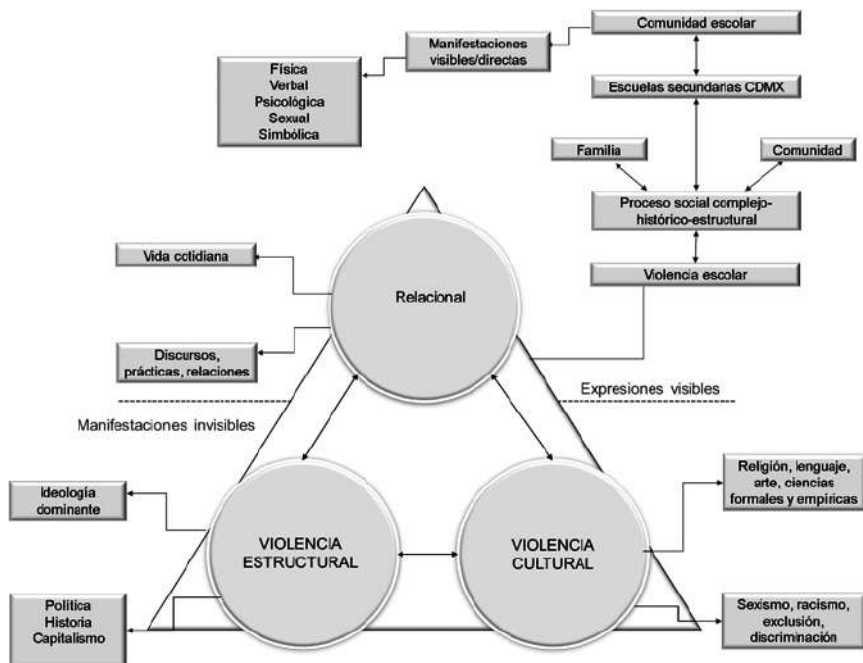 Comunidad escolar
Manifestaciones
visibles/directas
Física
Verbal
Psicológica
Sexual
Simbólica
Escuelas secundarias CDMX
Familia
Comunidad
Proceso social complejo-
histórico-estructural
Violencia escolar
Vida cotidiana
Relacional
Discursos,
prácticas, relaciones
Expresiones visibles
Manifestaciones invisibles
Ideología
dominante
Religión, lenguaje,
arte, ciencias
formales y empíricas
VIOLENCIA
ESTRUCTURAL
VIOLENCIA
CULTURAL
Política
Historia
Capitalismo
Sexismo, racismo,
exclusión,
discriminación